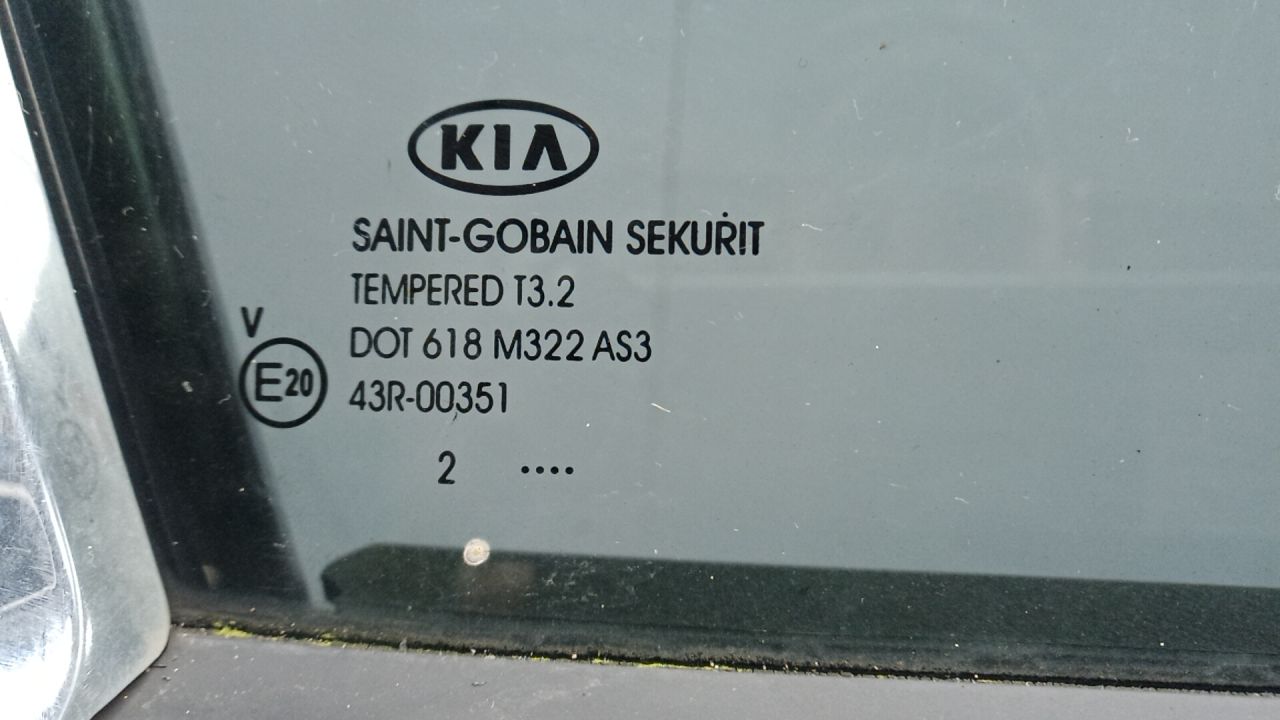 KIA
SAINT-GOBAIN SEKURIT
TEMPERED T3.2
V
DOT 618 M322 AS3
E20
43R-00351
2 ....